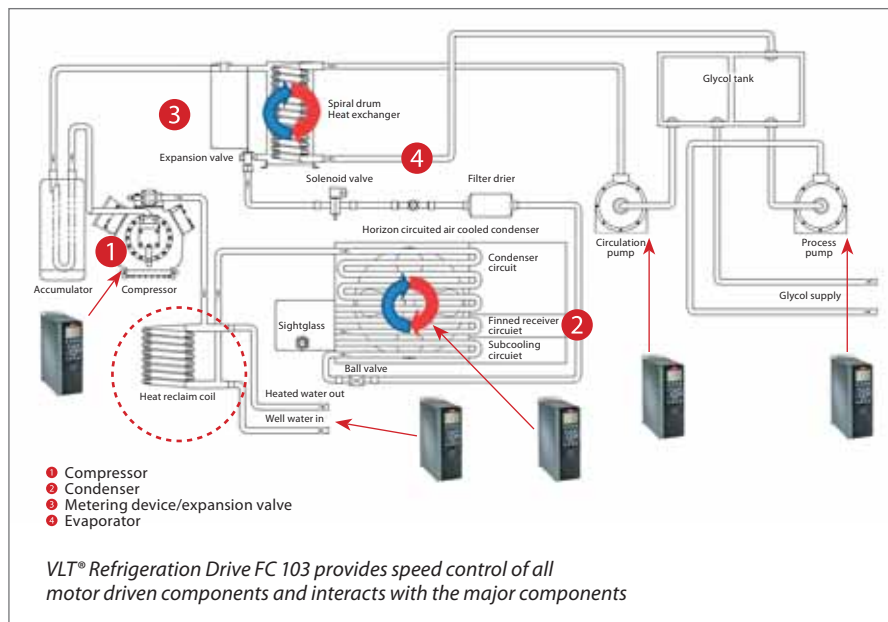 Glycol tank
Spiral drum
Heat exchanger
3
Expansion valve
4
Solenoid valve
Filter drier
Horizon circuited air cooled condenser
Circulation
pump
Process
pump
1
Condenser
circuit
Accumulator
Compressor
Glycol supply
Sightglass
Finned receiver
circuiet
2
Subcooling
circuiet
Ball valve
Heat reclaim coil
Heated water out
Well water in
1 Compressor
2 Condenser
3 Metering device/expansion valve
4 Evaporator
VLT® Refrigeration Drive FC 103 provides speed control of all
motor driven components and interacts with the major components